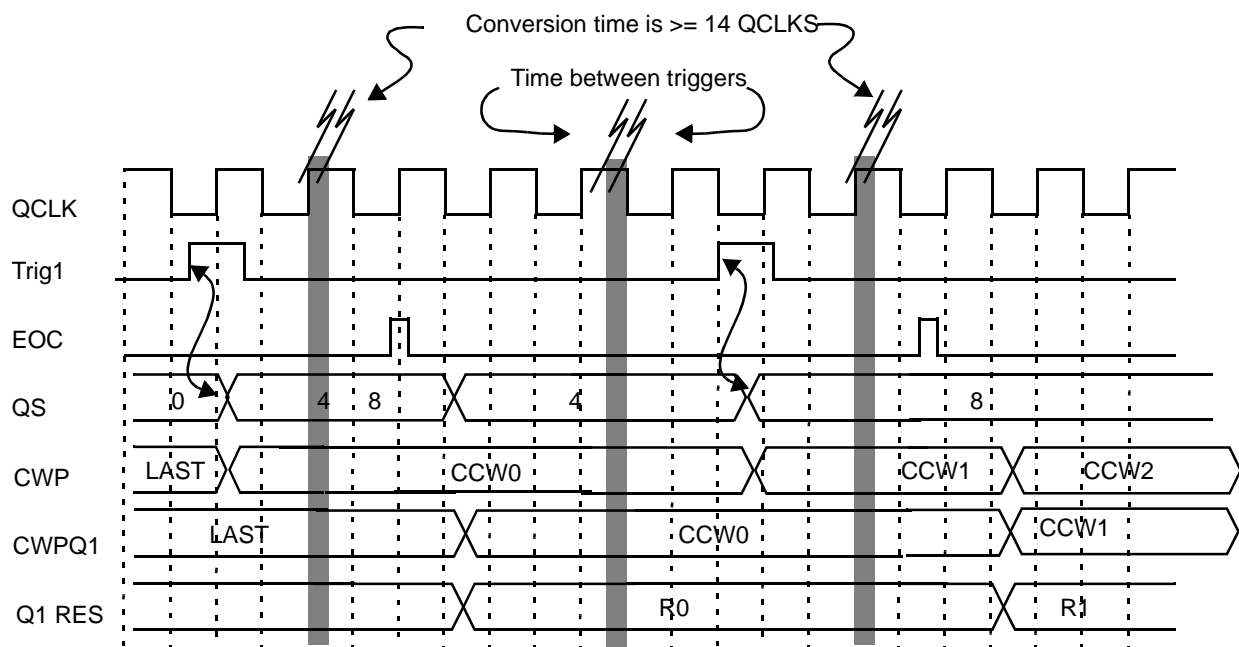 Conversion time is >= 14 QCLKS
Time between triggers
QCLK
Trig1
EOC
QS 0 4 8 4 8
CWP LAST CCW0 CCW1 CCW2
CWPQ1 LAST CCW0 CCW1
Q1 RES R0 R1